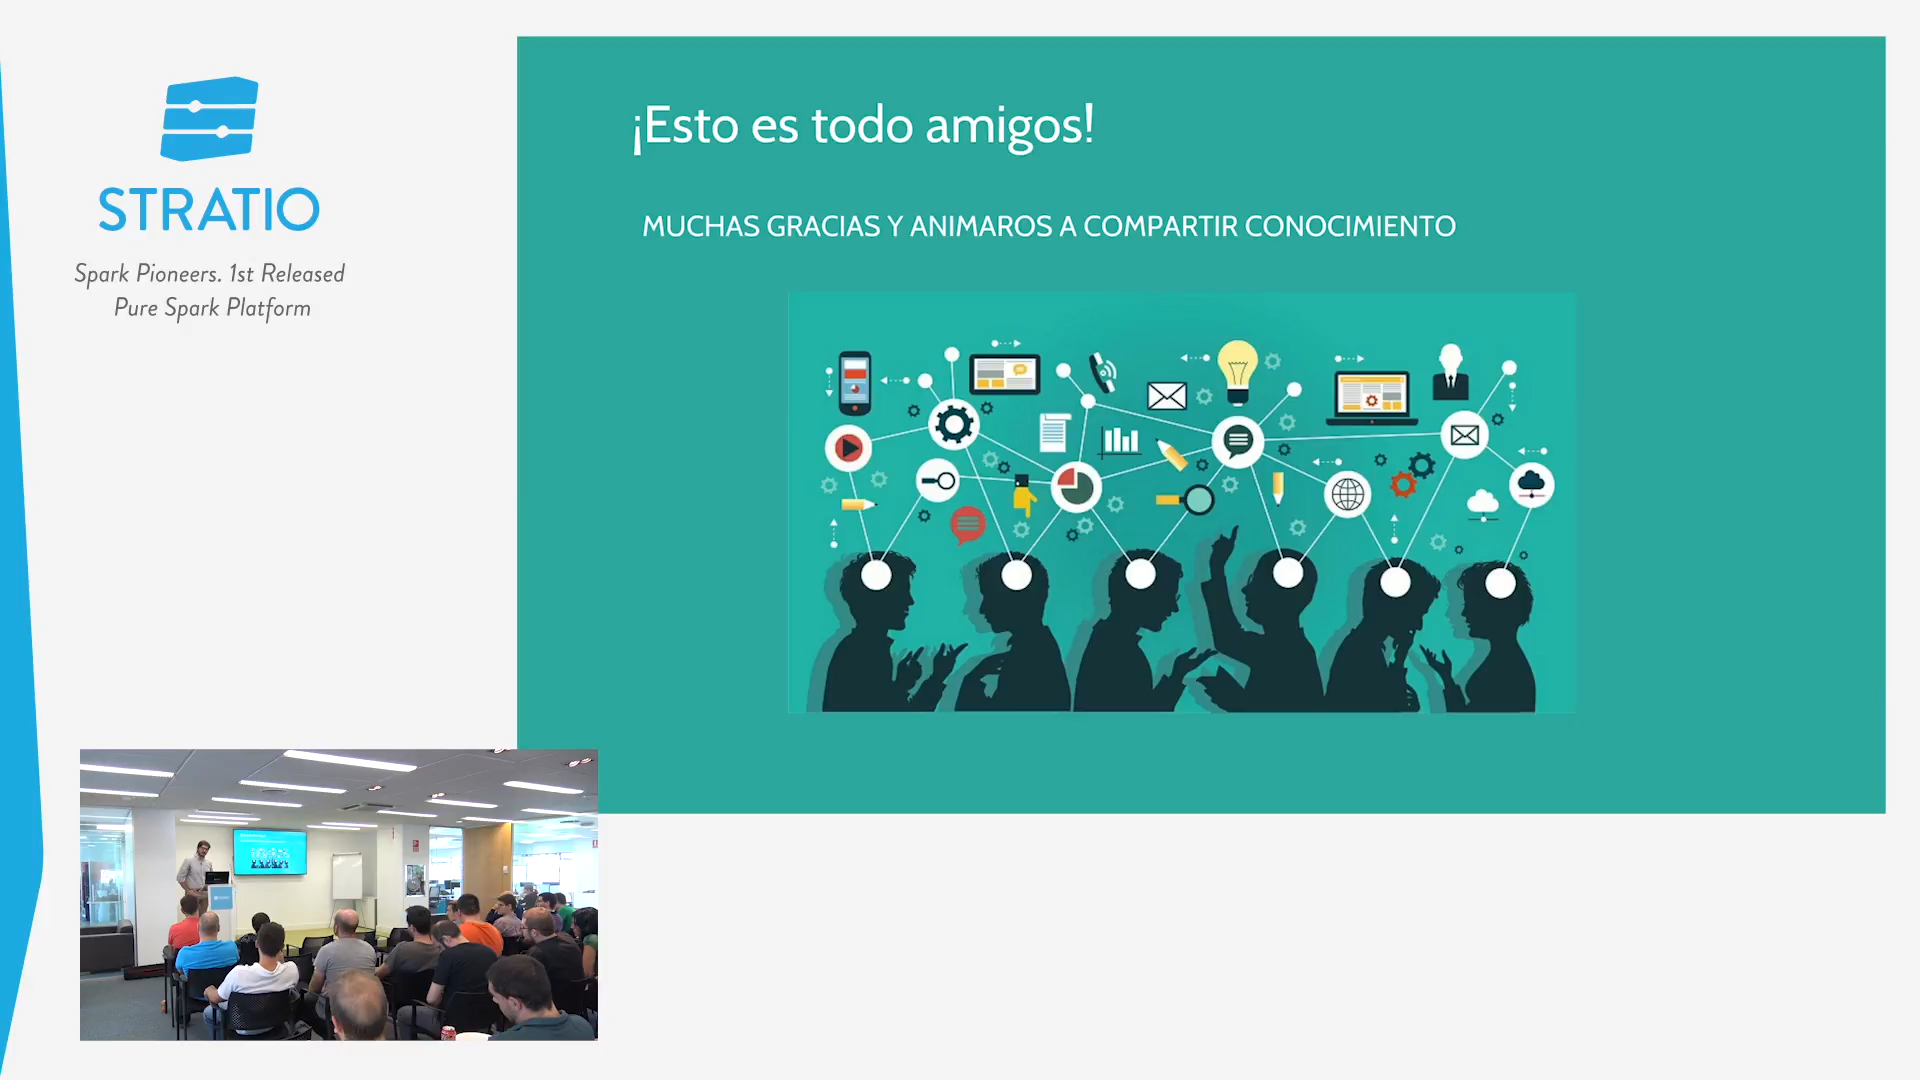 STRATIO
Spark Pioneers. 1st Released
Pure Spark Platform
¡Esto es todo amigos!
MUCHAS GRACIAS Y ANIMAROS A COMPARTIR CONOCIMIENTO